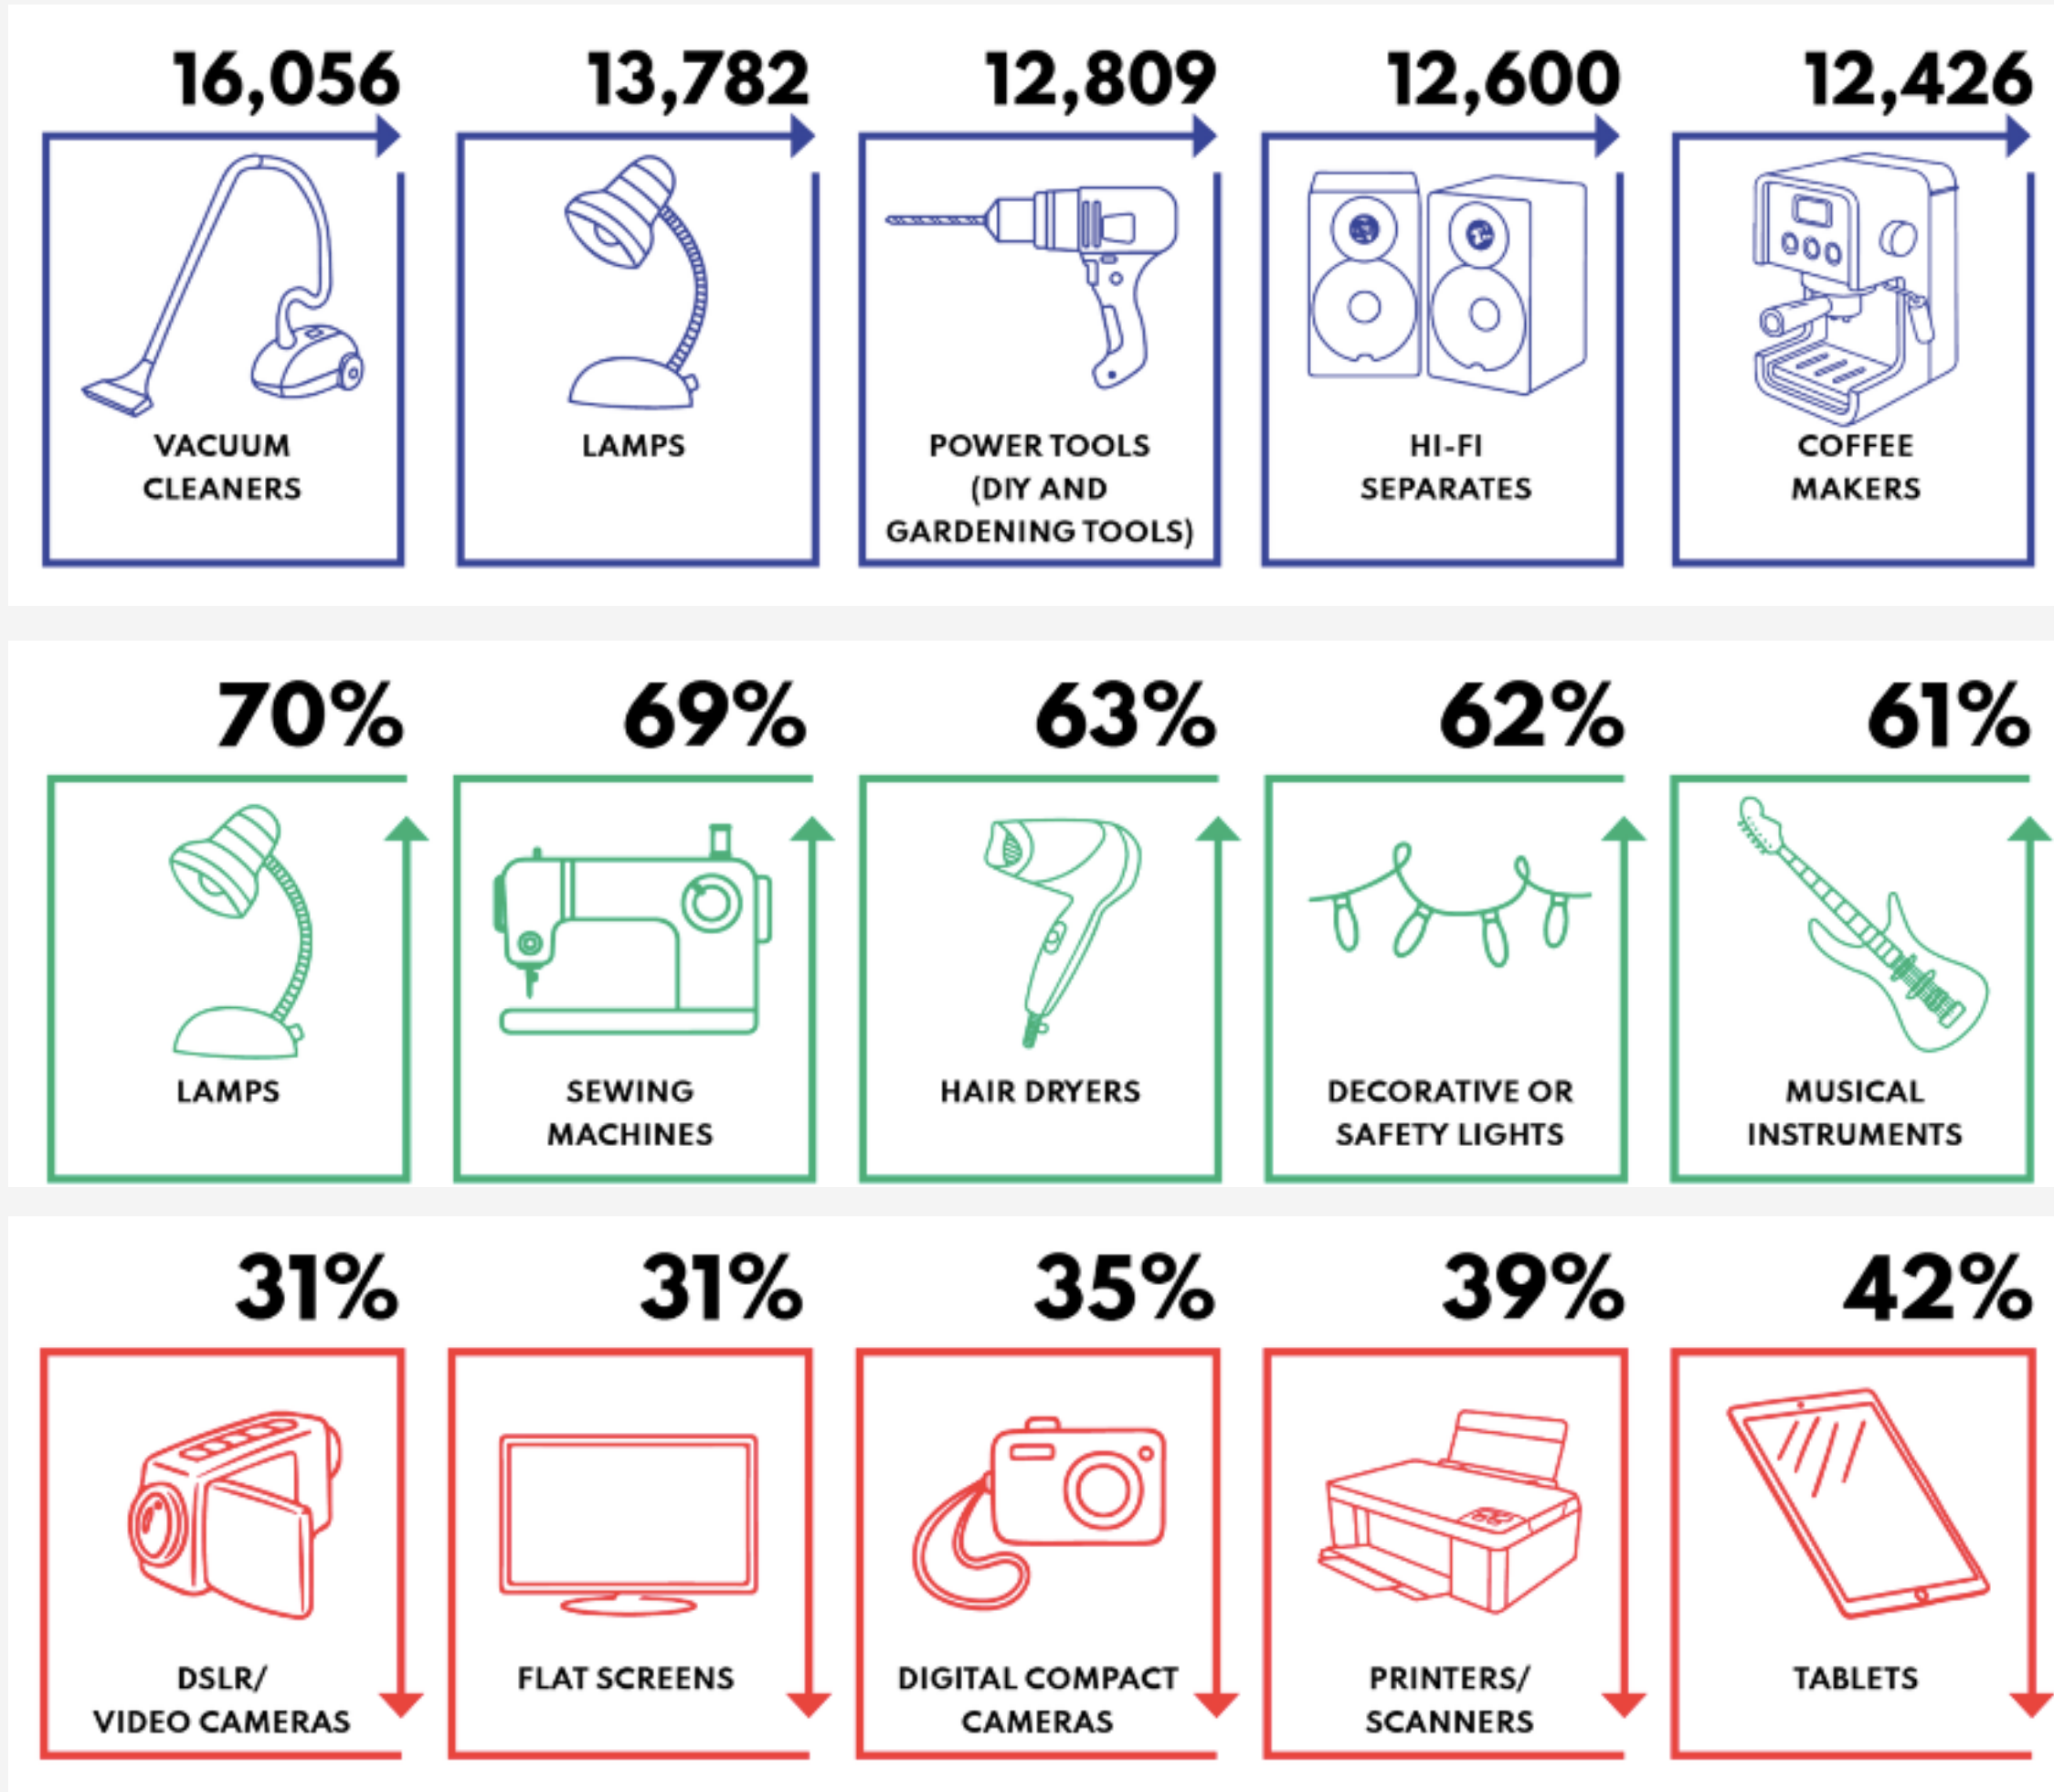 16,056
13,782
12,809
12,600
12,426
VACUUM
CLEANERS
LAMPS
POWER TOOLS
(DIY AND
GARDENING TOOLS)
HI-FI
SEPARATES
COFFEE
MAKERS
70%
69%
63%
62%
61%
LAMPS
SEWING
MACHINES
HAIR DRYERS
DECORATIVE OR
SAFETY LIGHTS
MUSICAL
INSTRUMENTS
31%
31%
35%
39%
42%
DSLR/
VIDEO CAMERAS
FLAT SCREENS
DIGITAL COMPACT
CAMERAS
PRINTERS/
SCANNERS
TABLETS